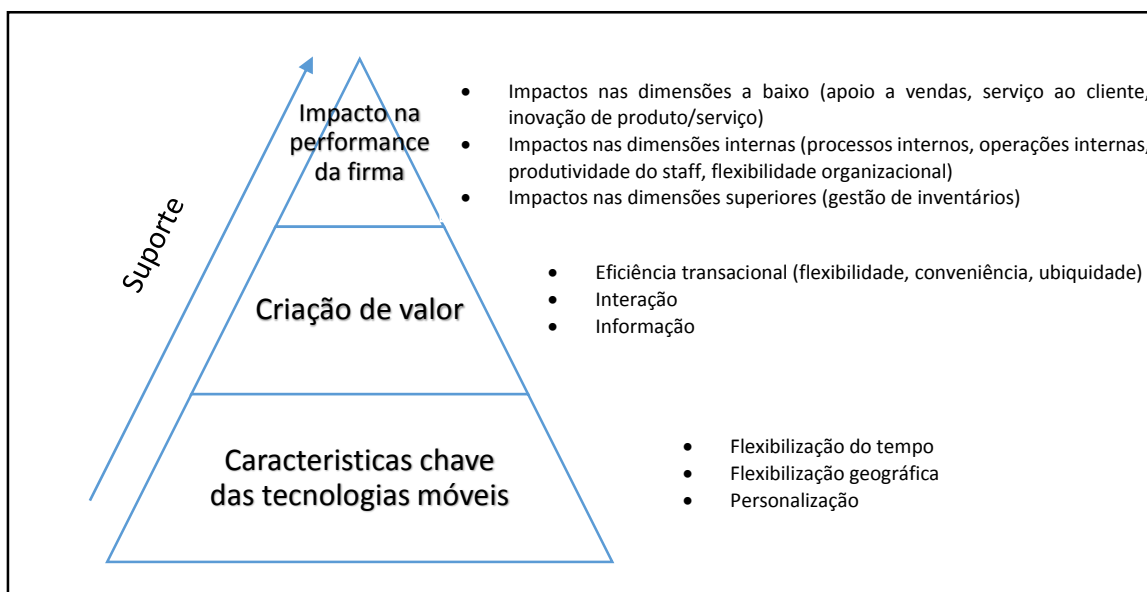 Suporte
Impacto na
performance
da firma
• Impactos nas dimensões a baixo (apoio a vendas, serviço ao cliente,
inovação de produto/serviço)
• Impactos nas dimensões internas (processos internos, operações internas,
produtividade do staff, flexibilidade organizacional)
• Impactos nas dimensões superiores (gestão de inventários)
Criação de valor
• Eficiência transacional (flexibilidade, conveniência, ubiquidade)
• Interação
• Informação
Caracteristicas chave
das tecnologias móveis
• Flexibilização do tempo
• Flexibilização geográfica
• Personalização